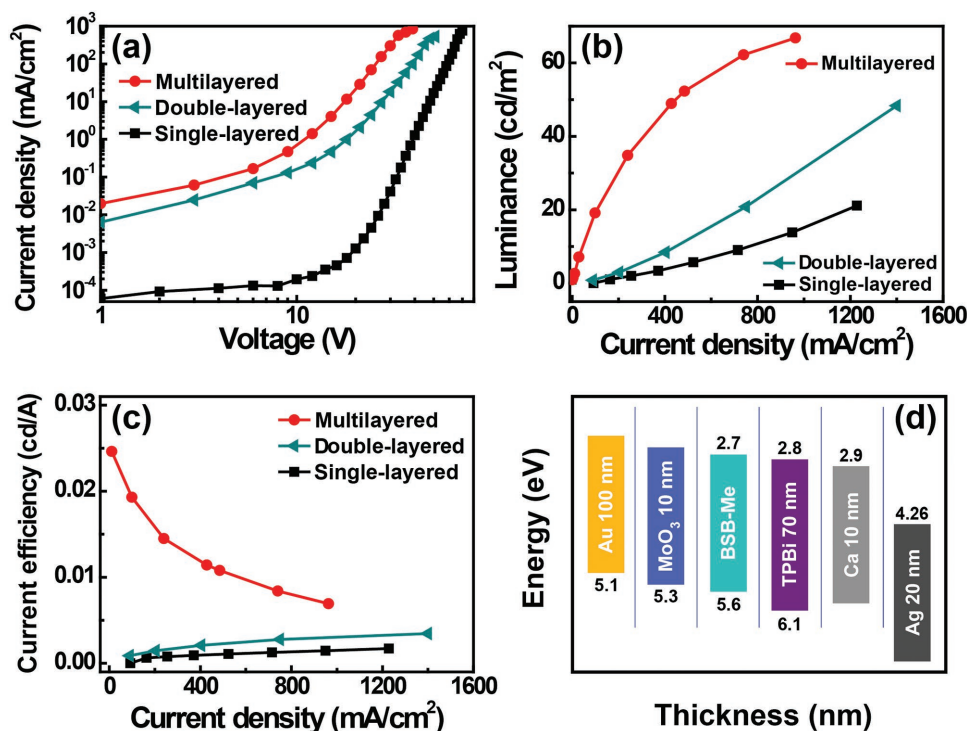 (a)
10³
10²
10¹
10⁰
10⁻¹
10⁻²
10⁻³
10⁻⁴
Current density (mA/cm²)
Multilayered
Double-layered
Single-layered
1
10
Voltage (V)
(b)
60
40
20
0
Luminance (cd/m²)
Multilayered
Double-layered
Single-layered
0
400
800
1200
1600
Current density (mA/cm²)
(c)
0.03
0.02
0.01
0.00
Current efficiency (cd/A)
Multilayered
Double-layered
Single-layered
0
400
800
1200
1600
Current density (mA/cm²)
(d)
Energy (eV)
Au 100 nm
5.1
MoO₃ 10 nm
5.3
2.7
BSB-Me
5.6
2.8
TPBi 70 nm
6.1
2.9
Ca 10 nm
4.26
Ag 20 nm
Thickness (nm)